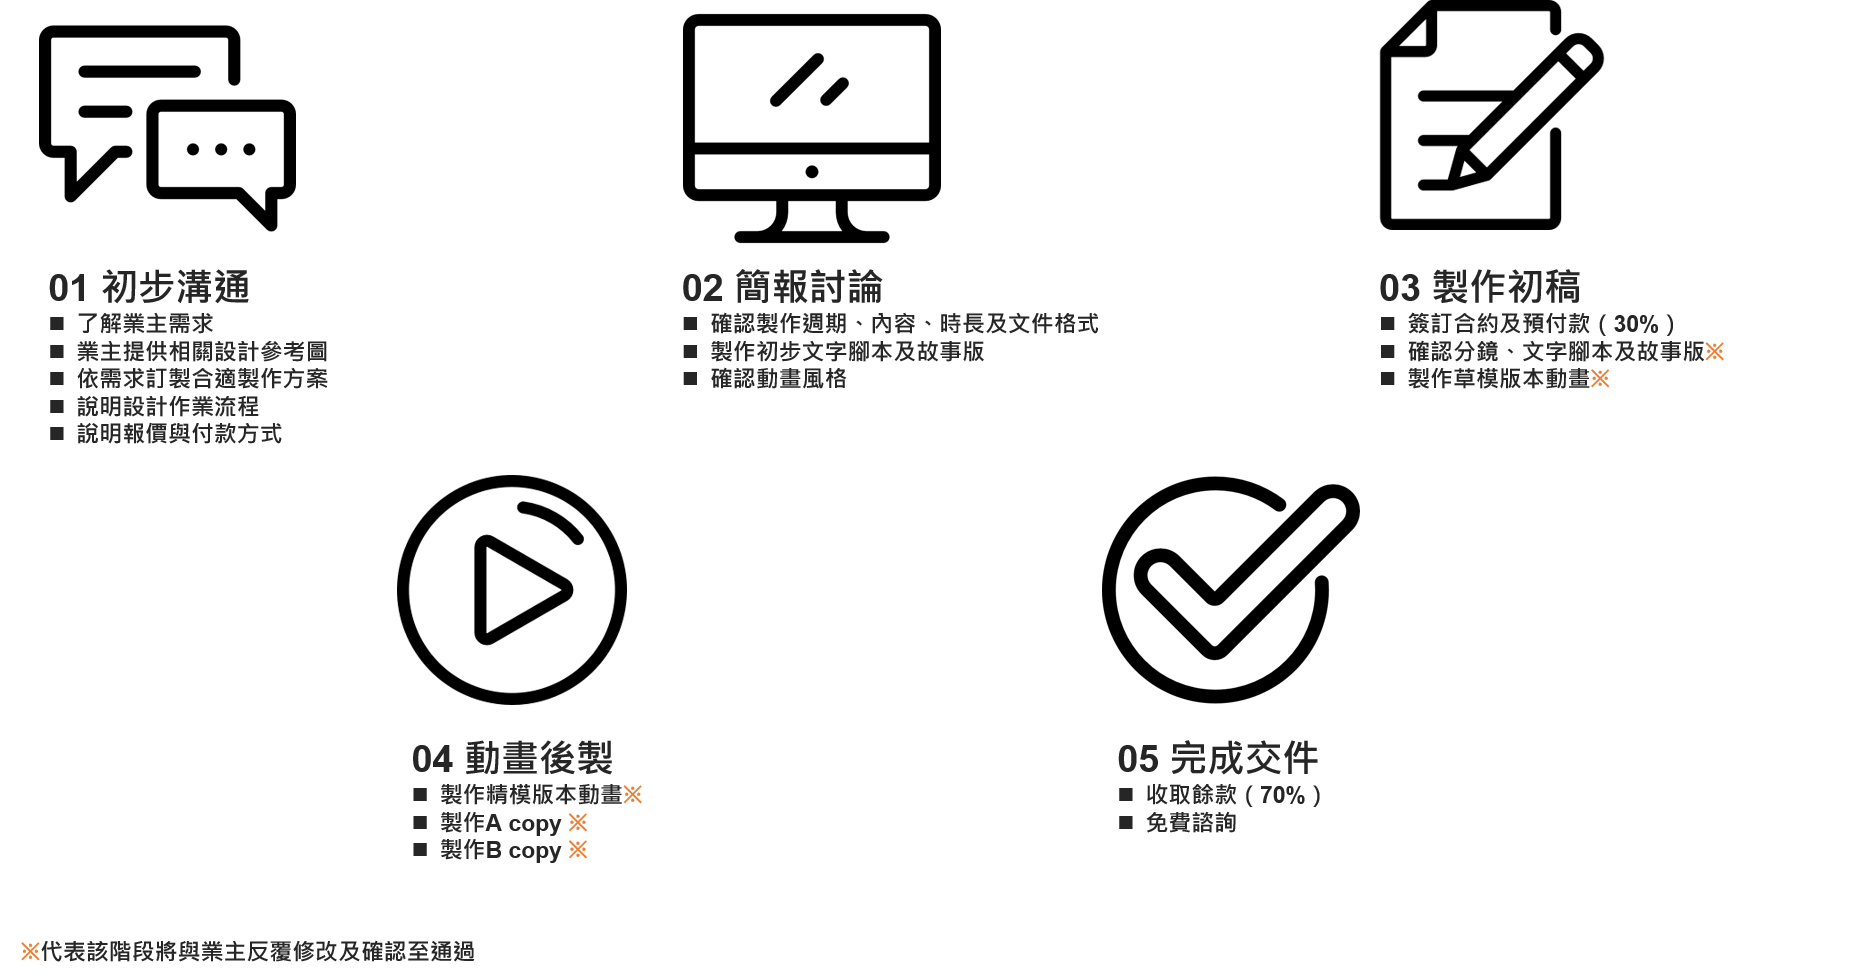 01 初步溝通
■ 了解業主需求
■ 業主提供相關設計參考圖
■ 依需求訂製合適製作方案
■ 說明設計作業流程
■ 說明報價與付款方式
02 簡報討論
■ 確認製作週期、內容、時長及文件格式
■ 製作初步文字腳本及故事版
■ 確認動畫風格
03 製作初稿
■ 簽訂合約及預付款（30%）
■ 確認分鏡、文字腳本及故事版※
■ 製作草模版本動畫※
04 動畫後製
■ 製作精模版本動畫※
■ 製作A copy ※
■ 製作B copy ※
05 完成交件
■ 收取餘款（70%）
■ 免費諮詢
※代表該階段將與業主反覆修改及確認至通過